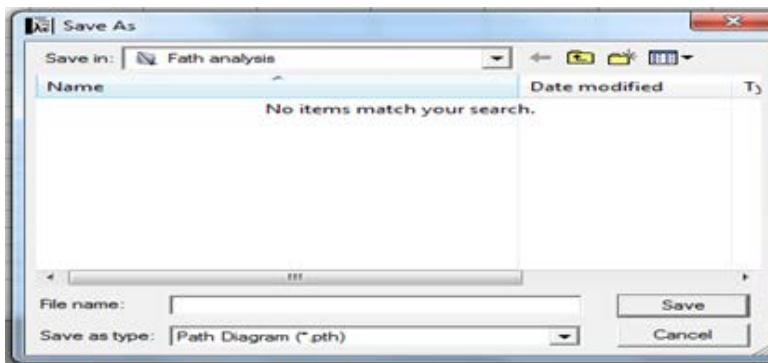 Save As
Save in: Fath analysis
Name Date modified Ty
No items match your search.
File name: Save
Save as type: Path Diagram (*.pth) Cancel